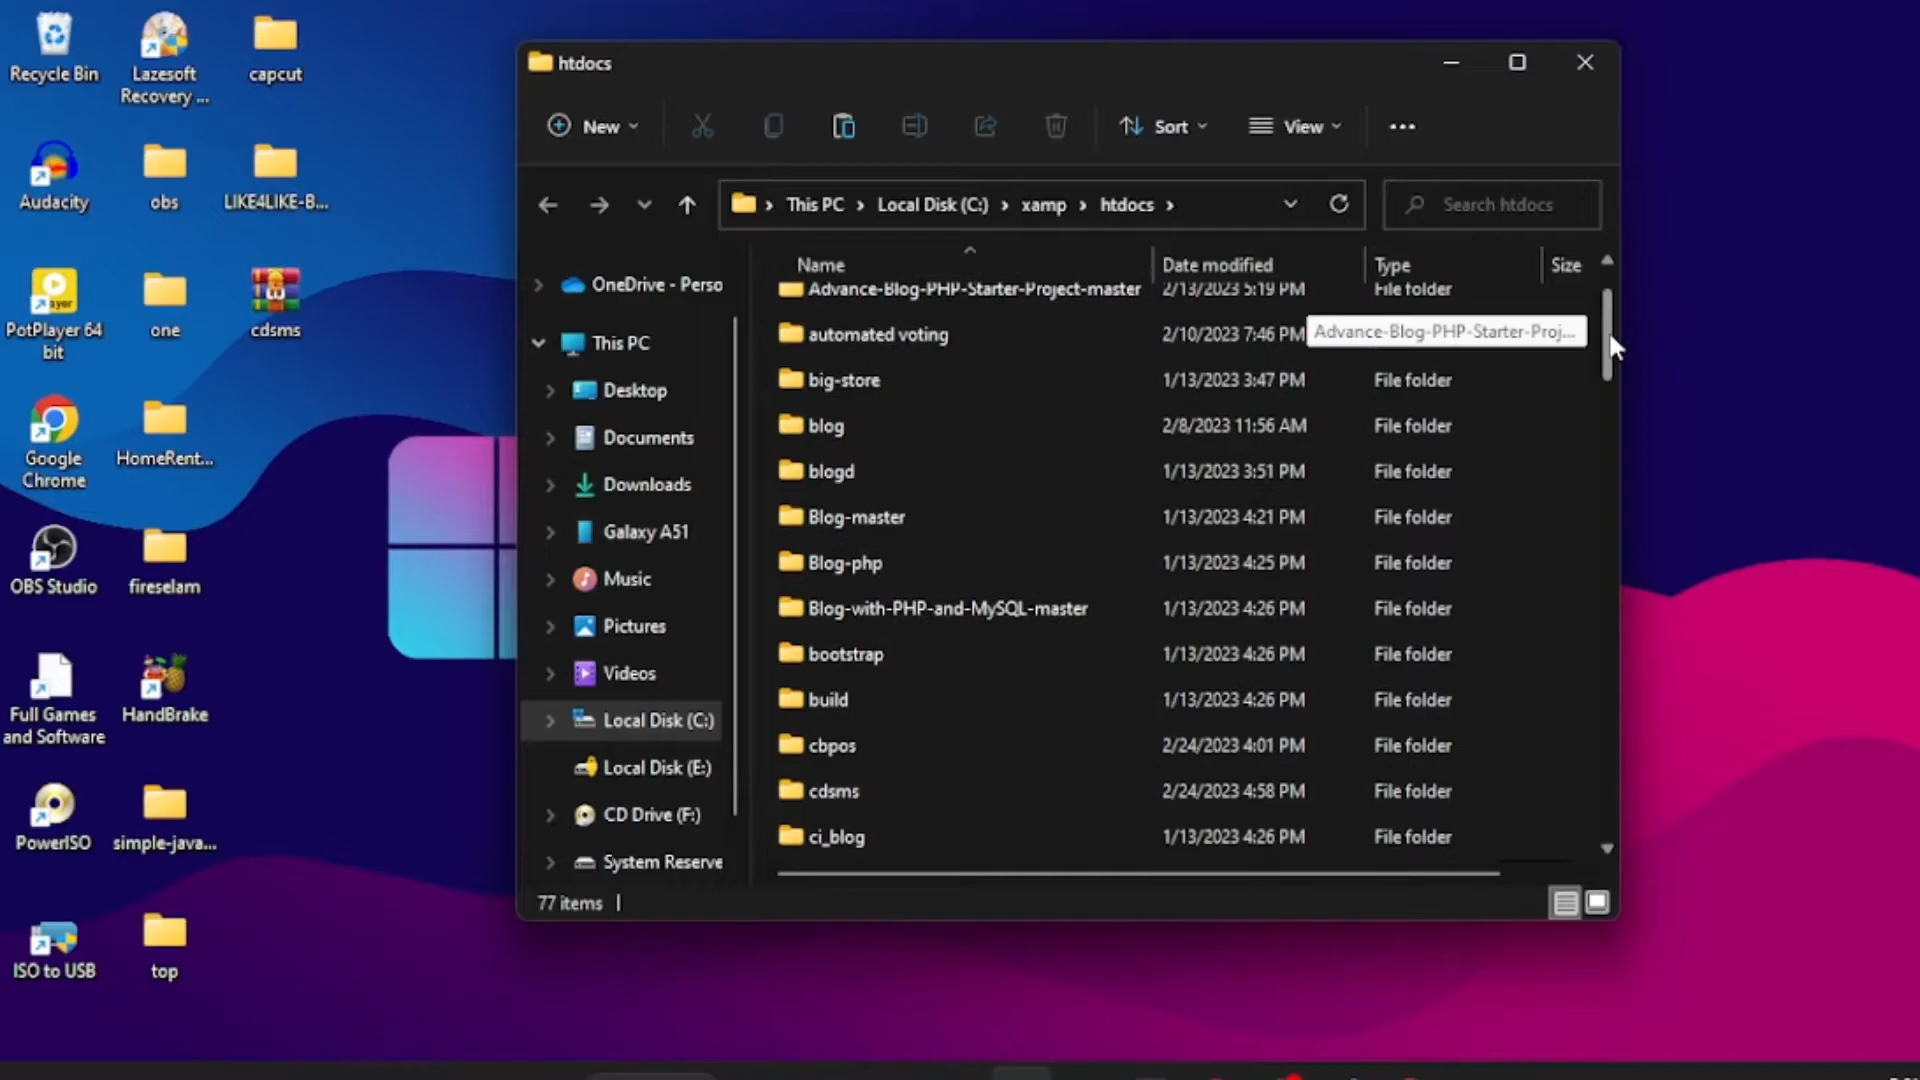 Recycle Bin
Lazesoft
Recovery ...
capcut
Audacity
obs
LIKE4LIKE-B...
PotPlayer 64
bit
one
cdsms
Google
Chrome
HomeRent...
OBS Studio
fireselam
Full Games
and Software
HandBrake
PowerISO
simple-java...
ISO to USB
top
htdocs
New
Sort
View
This PC
Local Disk (C:)
xamp
htdocs
Search htdocs
OneDrive - Perso
This PC
Desktop
Documents
Downloads
Galaxy A51
Music
Pictures
Videos
Local Disk (C:)
Local Disk (E:)
CD Drive (F:)
System Reserve
Name Date modified Type Size
Advance-Blog-PHP-Starter-Project-master 2/13/2023 5:19 PM File folder
automated voting 2/10/2023 7:46 PM
Advance-Blog-PHP-Starter-Proj...
big-store 1/13/2023 3:47 PM File folder
blog 2/8/2023 11:56 AM File folder
blogd 1/13/2023 3:51 PM File folder
Blog-master 1/13/2023 4:21 PM File folder
Blog-php 1/13/2023 4:25 PM File folder
Blog-with-PHP-and-MySQL-master 1/13/2023 4:26 PM File folder
bootstrap 1/13/2023 4:26 PM File folder
build 1/13/2023 4:26 PM File folder
cbpos 2/24/2023 4:01 PM File folder
cdsms 2/24/2023 4:58 PM File folder
ci_blog 1/13/2023 4:26 PM File folder
77 items